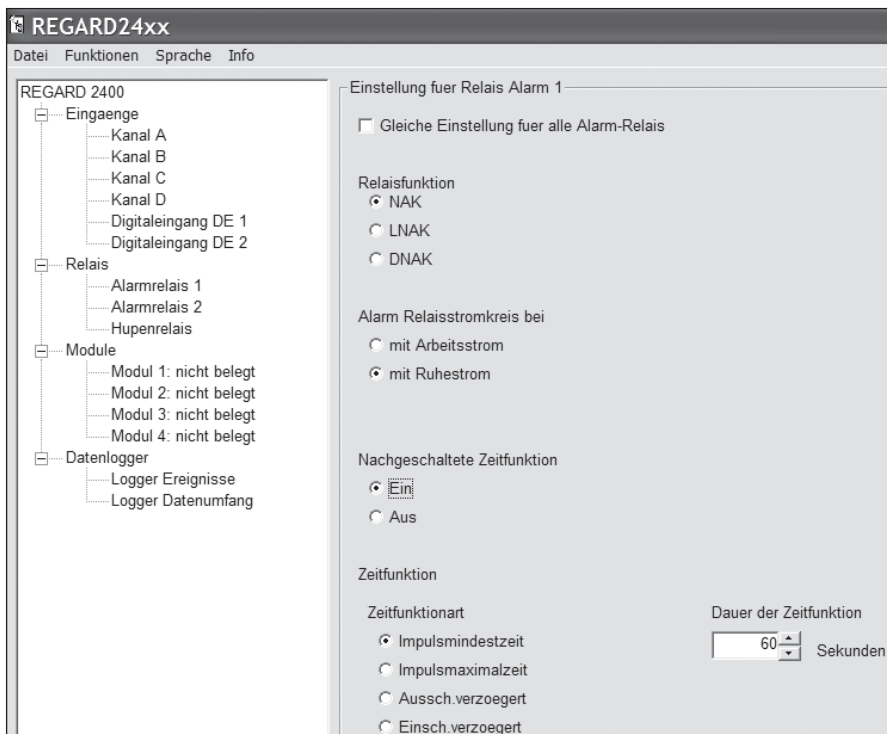 REGARD24xx
Datei Funktionen Sprache Info
REGARD 2400
Eingaenge
Kanal A
Kanal B
Kanal C
Kanal D
Digitaleingang DE 1
Digitaleingang DE 2
Relais
Alarmrelais 1
Alarmrelais 2
Hupenrelais
Module
Modul 1: nicht belegt
Modul 2: nicht belegt
Modul 3: nicht belegt
Modul 4: nicht belegt
Datenlogger
Logger Ereignisse
Logger Datenumfang
Einstellung fuer Relais Alarm 1
Gleiche Einstellung fuer alle Alarm-Relais
Relaisfunktion
NAK
LNAK
DNAK
Alarm Relaisstromkreis bei
mit Arbeitsstrom
mit Ruhestrom
Nachgeschaltete Zeitfunktion
Ein
Aus
Zeitfunktion
Zeitfunktionart
Impulsmindestzeit
Impulsmaximalzeit
Aussch.verzoegert
Einsch.verzoegert
Dauer der Zeitfunktion
60 Sekunden